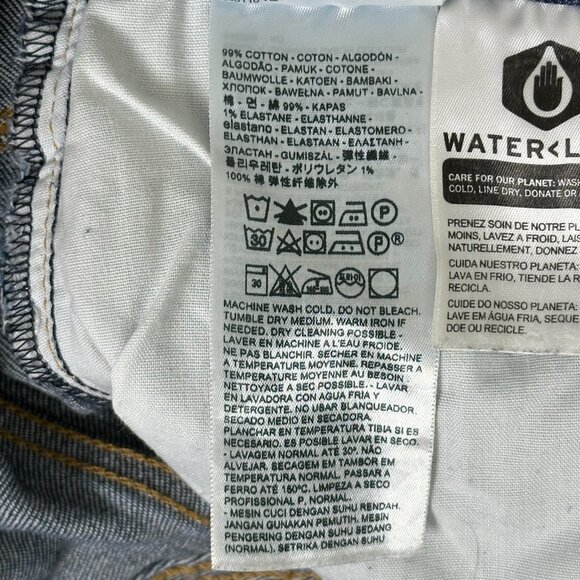 99% COTTON - COTON - ALGODÓN -
ALGODÃO - PAMUK - COTONE -
BAUMWOLLE - KATOEN - BAMBAKI -
ХЛОПОК - BAWEŁNA - PAMUT - BAVLNA -
棉 - 면 - 綿 99% - KAPAS
1% ELASTANE - ELASTHANNE -
elastano - ELASTAN - ELASTOMERO -
ELASTHAN - ELASTAAN - ΕΛΑΣΤΑΝΗ -
ЭЛАСТАН - GUMISZÁL - 彈性纖維 -
폴리우레탄 - ポリウレタン 1%
100% 棉 弹性纤维除外
30
P
30
P ®
30
드라이
MACHINE WASH COLD. DO NOT BLEACH.
TUMBLE DRY MEDIUM. WARM IRON IF
NEEDED. DRY CLEANING POSSIBLE -
LAVER EN MACHINE A L'EAU FROIDE.
NE PAS BLANCHIR. SECHER EN MACHINE
A TEMPERATURE MOYENNE. REPASSER A
TEMPERATURE MOYENNE AU BESOIN.
NETTOYAGE A SEC POSSIBLE - LAVAR
EN LAVADORA CON AGUA FRIA Y
DETERGENTE. NO USAR BLANQUEADOR.
SECADO MEDIO EN SECADORA.
PLANCHAR EN TEMPERATURA TIBIA SI ES
NECESARIO. ES POSIBLE LAVAR EN SECO.
- LAVAGEM NORMAL ATÉ 30º. NÃO
ALVEJAR. SECAGEM EM TAMBOR EM
TEMPERATURA NORMAL. PASSAR A
FERRO ATÉ 150ºC. LIMPEZA A SECO
PROFISSIONAL P. NORMAL.
- MESIN CUCI DENGAN SUHU RENDAH.
JANGAN GUNAKAN PEMUTIH. MESIN
PENGERING DENGAN SUHU SEDANG
(NORMAL). SETRIKA DENGAN SUHU
WATER<L
CARE FOR OUR PLANET: WAS
COLD, LINE DRY, DONATE OR
PRENEZ SOIN DE NOTRE PL
MOINS, LAVEZ A FROID, LAIS
NATURELLEMENT, DONNEZ
CUIDA NUESTRO PLANETA:
LAVA EN FRIO, TIENDE LA R
RECICLA.
CUIDE DO NOSSO PLANETA:
LAVE EM ÁGUA FRIA, SEQUE
DOE OU RECICLE.